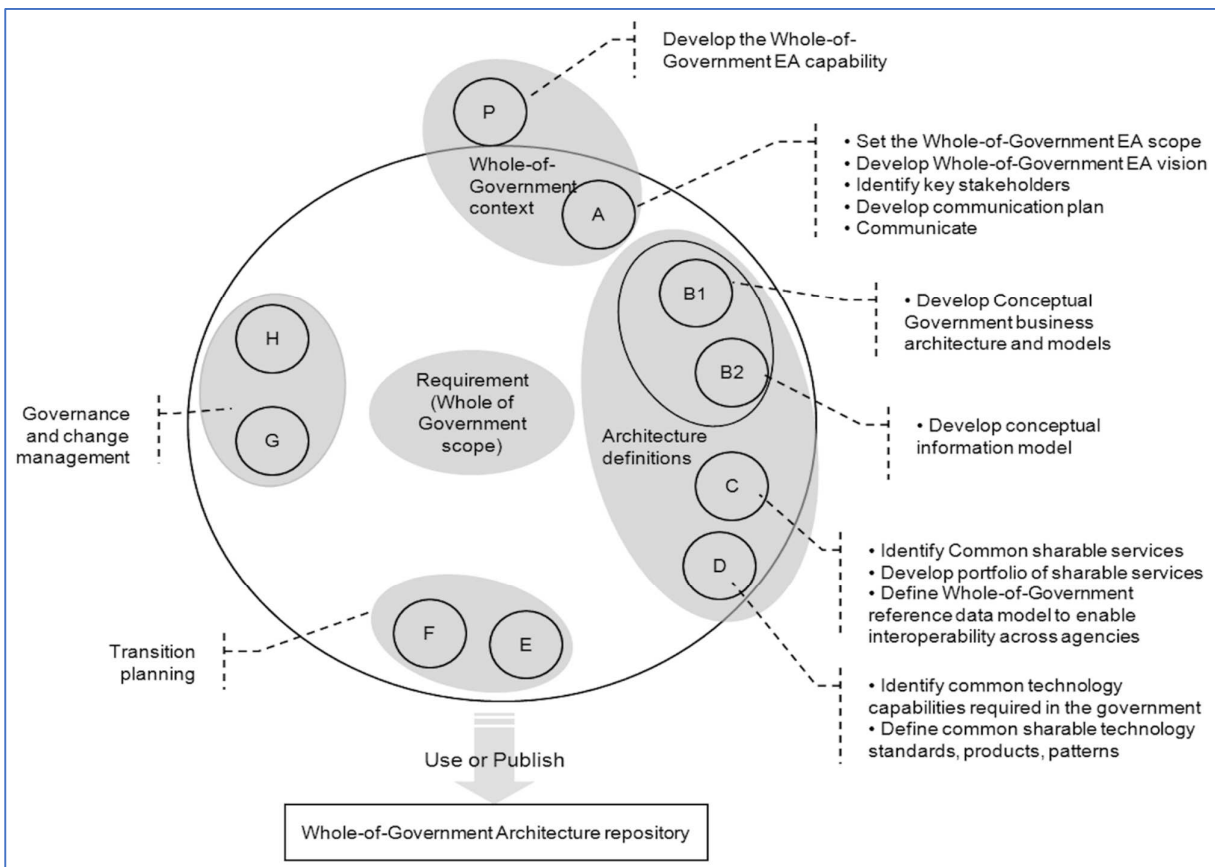 Develop the Whole-of-
Government EA capability
P
Whole-of-
Government
context
A
• Set the Whole-of-Government EA scope
• Develop Whole-of-Government EA vision
• Identify key stakeholders
• Develop communication plan
• Communicate
B1
• Develop Conceptual
Government business
architecture and models
B2
• Develop conceptual
information model
H
G
Governance
and change
management
Requirement
(Whole of
Government
scope)
Architecture
definitions
C
• Identify Common sharable services
• Develop portfolio of sharable services
• Define Whole-of-Government
reference data model to enable
interoperability across agencies
D
• Identify common technology
capabilities required in the government
• Define common sharable technology
standards, products, patterns
F
E
Transition
planning
Use or Publish
Whole-of-Government Architecture repository